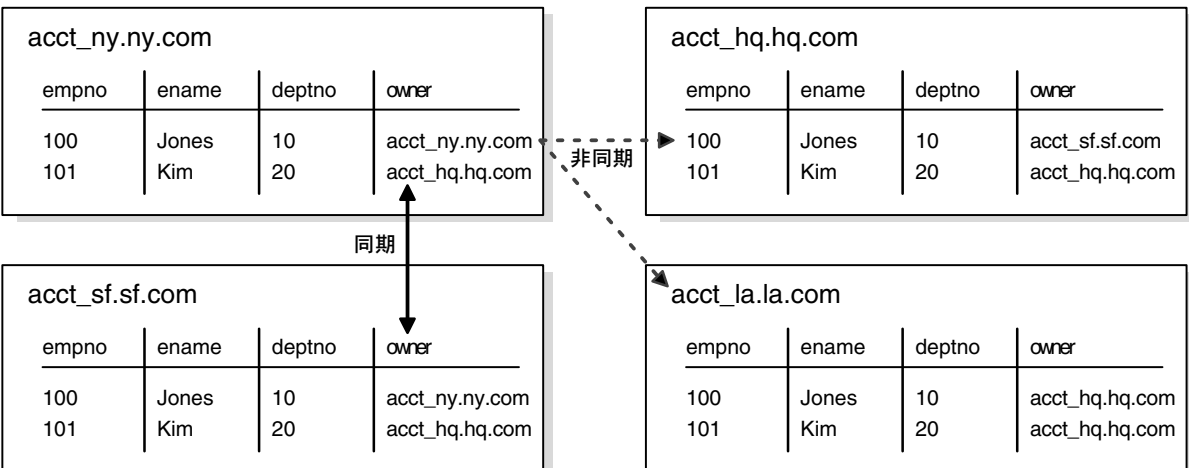 acct_ny.ny.com
empno ename deptno owner
100 Jones 10 acct_ny.ny.com
101 Kim 20 acct_hq.hq.com
acct_hq.hq.com
empno ename deptno owner
100 Jones 10 acct_sf.sf.com
101 Kim 20 acct_hq.hq.com
非同期
同期
acct_sf.sf.com
empno ename deptno owner
100 Jones 10 acct_ny.ny.com
101 Kim 20 acct_hq.hq.com
acct_la.la.com
empno ename deptno owner
100 Jones 10 acct_hq.hq.com
101 Kim 20 acct_hq.hq.com